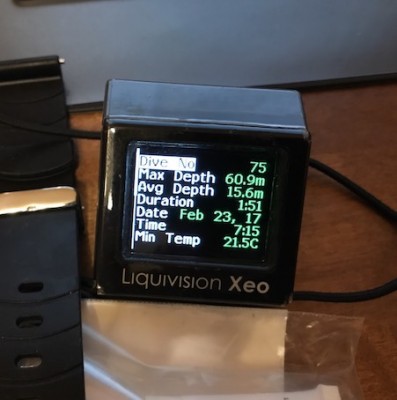 Dive No 75
Max Depth 60.9m
Avg Depth 15.6m
Duration 1:51
Date Feb 23, 17
Time 7:15
Min Temp 21.5C
Liquivision Xeo